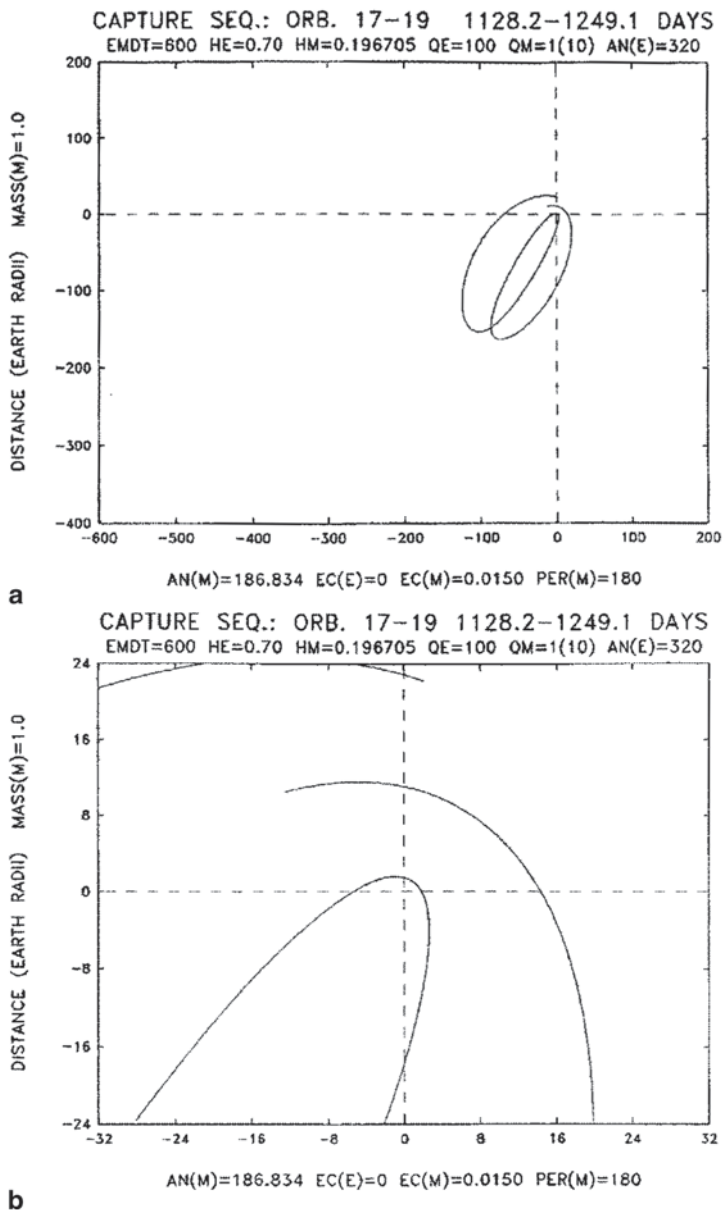 CAPTURE SEQ.: ORB. 17-19 1128.2-1249.1 DAYS
EMDT=600 HE=0.70 HM=0.196705 QE=100 QM=1(10) AN(E)=320
DISTANCE (EARTH RADII) MASS(M)=1.0
200
100
0
-100
-200
-300
-400
-600 -500 -400 -300 -200 -100 0 100 200
AN(M)=186.834 EC(E)=0 EC(M)=0.0150 PER(M)=180
a
CAPTURE SEQ.: ORB. 17-19 1128.2-1249.1 DAYS
EMDT=600 HE=0.70 HM=0.196705 QE=100 QM=1(10) AN(E)=320
DISTANCE (EARTH RADII) MASS(M)=1.0
24
16
8
0
-8
-16
-24
-32 -24 -16 -8 0 8 16 24 32
AN(M)=186.834 EC(E)=0 EC(M)=0.0150 PER(M)=180
b